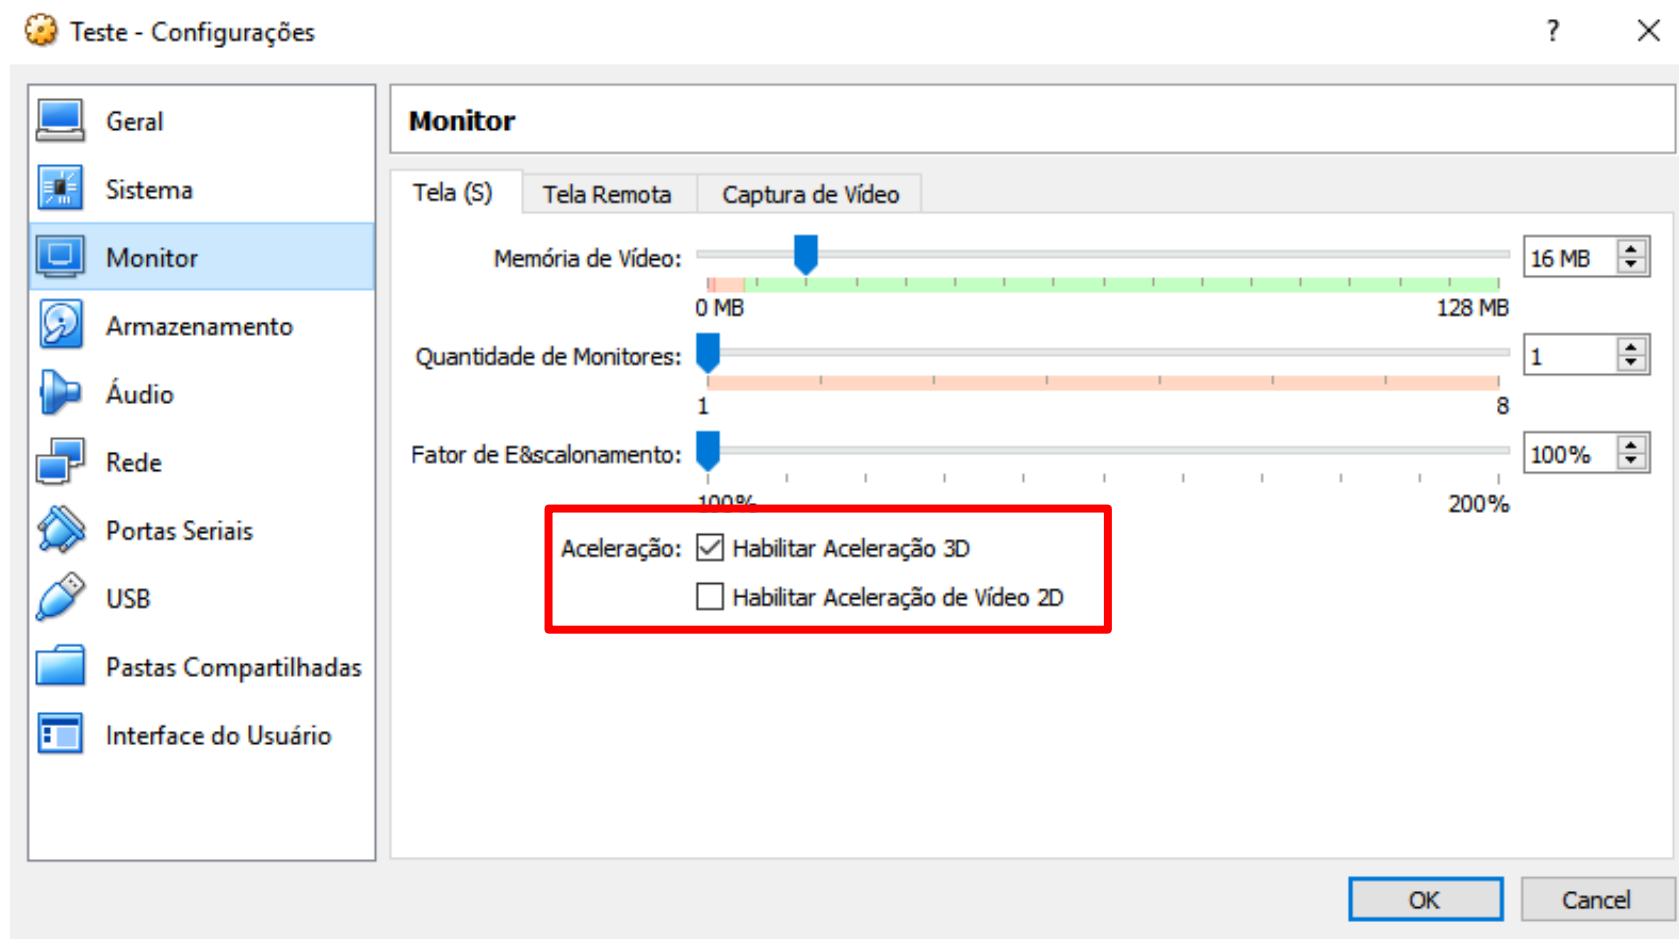 Teste - Configurações
?
Geral
Sistema
Monitor
Armazenamento
Áudio
Rede
Portas Seriais
USB
Pastas Compartilhadas
Interface do Usuário
Monitor
Tela (S) Tela Remota Captura de Vídeo
Memória de Vídeo: 16 MB
0 MB 128 MB
Quantidade de Monitores: 1
1 8
Fator de E&scalonamento: 100%
100% 200%
Aceleração: Habilitar Aceleração 3D
Habilitar Aceleração de Vídeo 2D
OK Cancel